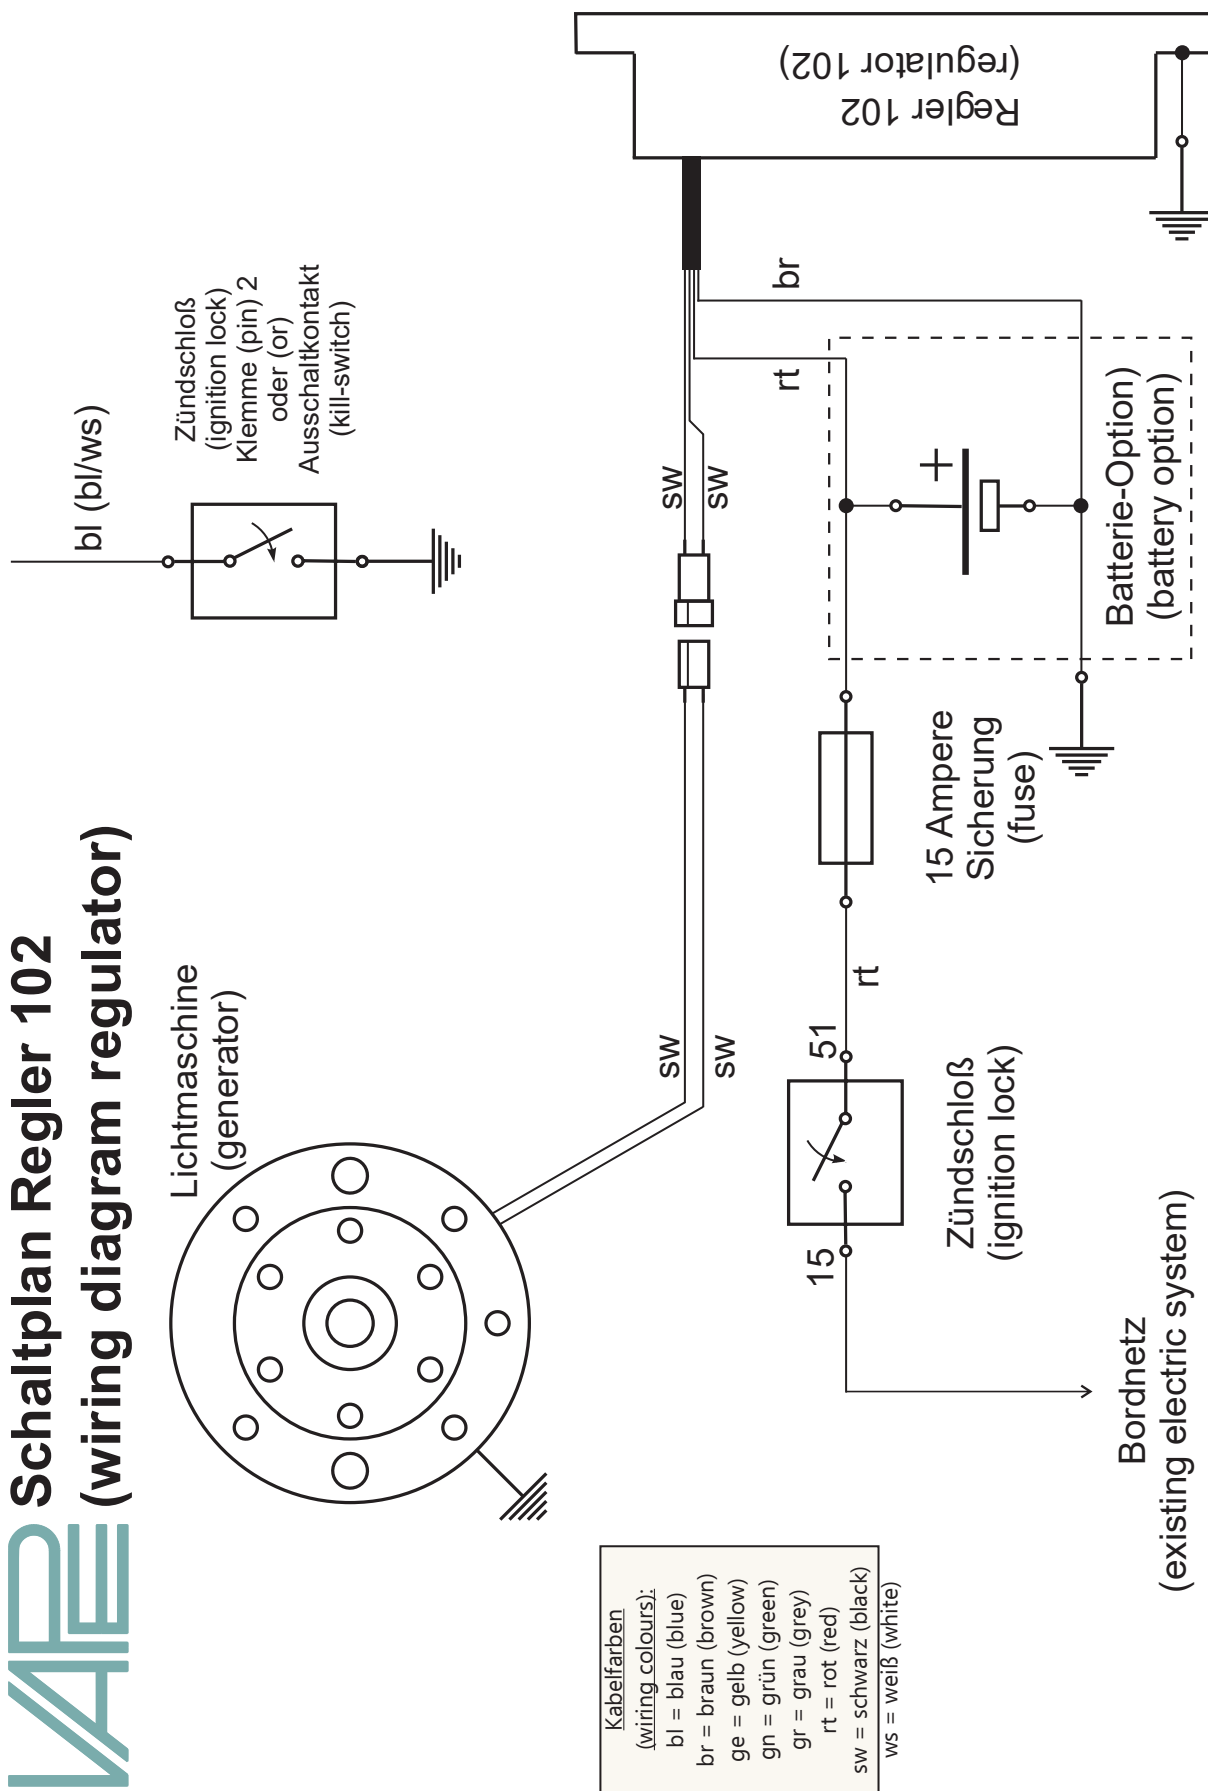 VAPE
Schaltplan Regler 102
(wiring diagram regulator)
Lichtmaschine
(generator)
bl (bl/ws)
Zündschloß
(ignition lock)
Klemme (pin) 2
oder (or)
Ausschaltkontakt
(kill-switch)
Regler 102
(regulator 102)
sw
sw
sw
sw
rt
br
+
Batterie-Option)
(battery option)
15 Ampere
Sicherung
(fuse)
rt
51
15
Zündschloß
(ignition lock)
Bordnetz
(existing electric system)
Kabelfarben
(wiring colours):
bl = blau (blue)
br = braun (brown)
ge = gelb (yellow)
gn = grün (green)
gr = grau (grey)
rt = rot (red)
sw = schwarz (black)
ws = weiß (white)